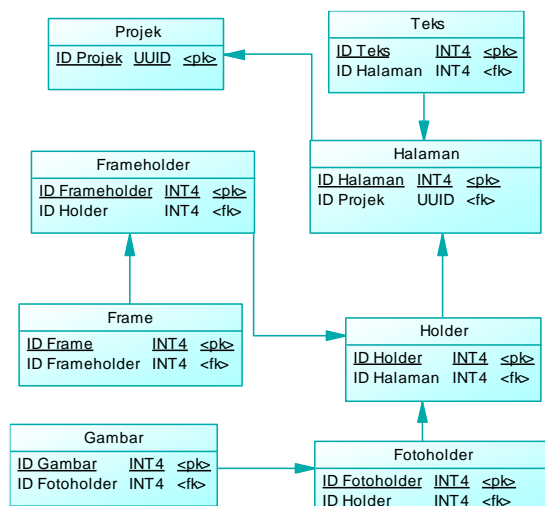 Projek
ID Projek UUID <pk>
Teks
ID Teks INT4 <pk>
ID Halaman INT4 <fk>
Halaman
ID Halaman INT4 <pk>
ID Projek UUID <fk>
Frameholder
ID Frameholder INT4 <pk>
ID Holder INT4 <fk>
Frame
ID Frame INT4 <pk>
ID Frameholder INT4 <fk>
Holder
ID Holder INT4 <pk>
ID Halaman INT4 <fk>
Gambar
ID Gambar INT4 <pk>
ID Fotoholder INT4 <fk>
Fotoholder
ID Fotoholder INT4 <pk>
ID Holder INT4 <fk>